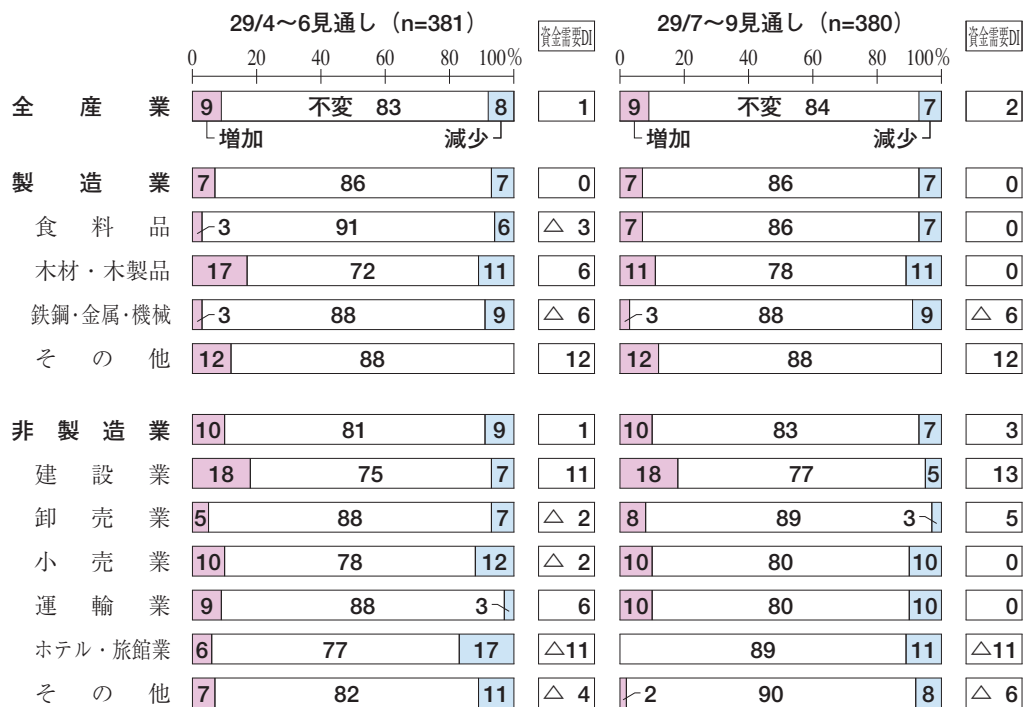 29/4～6見通し（n=381） 資金需要DI 29/7～9見通し（n=380） 資金需要DI
0 20 40 60 80 100% 0 20 40 60 80 100%
全産業 9 不変 83 8 1 9 不変 84 7 2
増加 減少 増加 減少
製造業 7 86 7 0 7 86 7 0
食料品 3 91 6 △ 3 7 86 7 0
木材・木製品 17 72 11 6 11 78 11 0
鉄鋼・金属・機械 3 88 9 △ 6 3 88 9 △ 6
その他 12 88 12 12 88 12
非製造業 10 81 9 1 10 83 7 3
建設業 18 75 7 11 18 77 5 13
卸売業 5 88 7 △ 2 8 89 3 5
小売業 10 78 12 △ 2 10 80 10 0
運輸業 9 88 3 6 10 80 10 0
ホテル・旅館業 6 77 17 △11 89 11 △11
その他 7 82 11 △ 4 2 90 8 △ 6